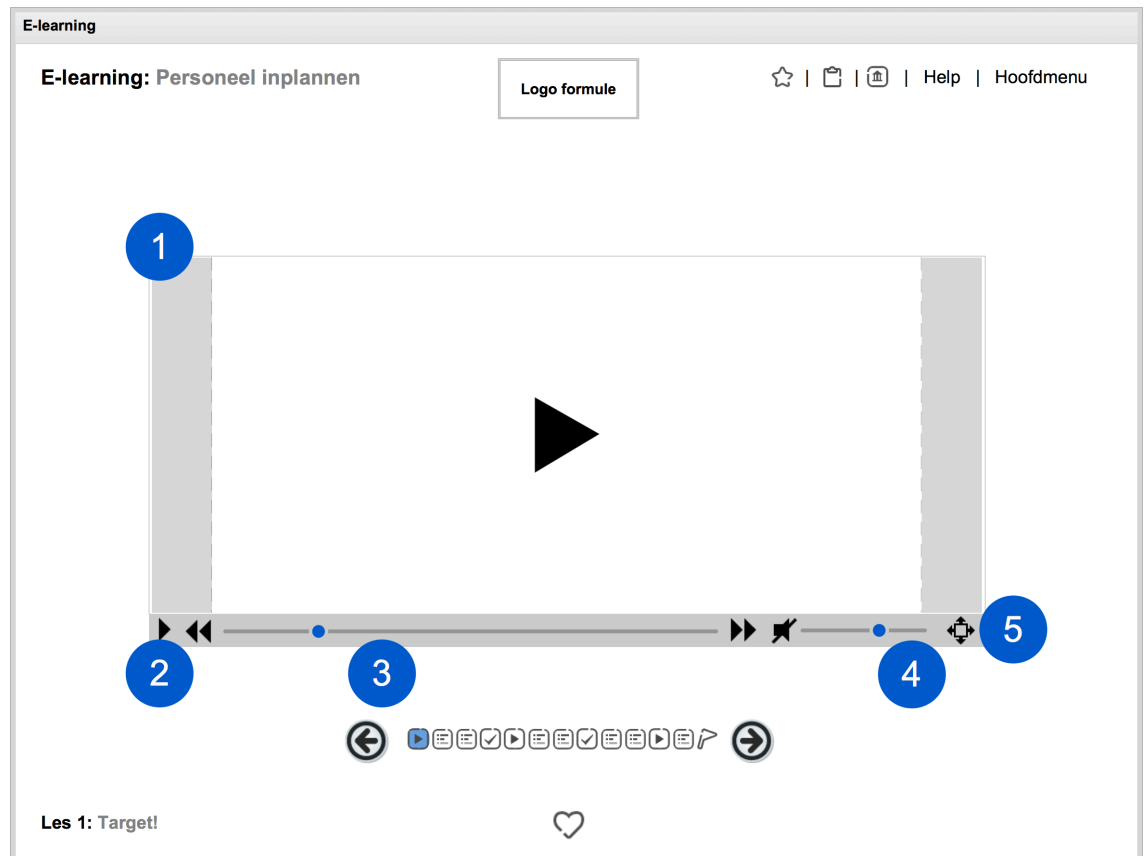 E-learning
E-learning: Personeel inplannen
Logo formule
| | | Help | Hoofdmenu
1
2
3
4
5
Les 1: Target!